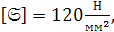 [𝔖] = 120 Н/мм²,